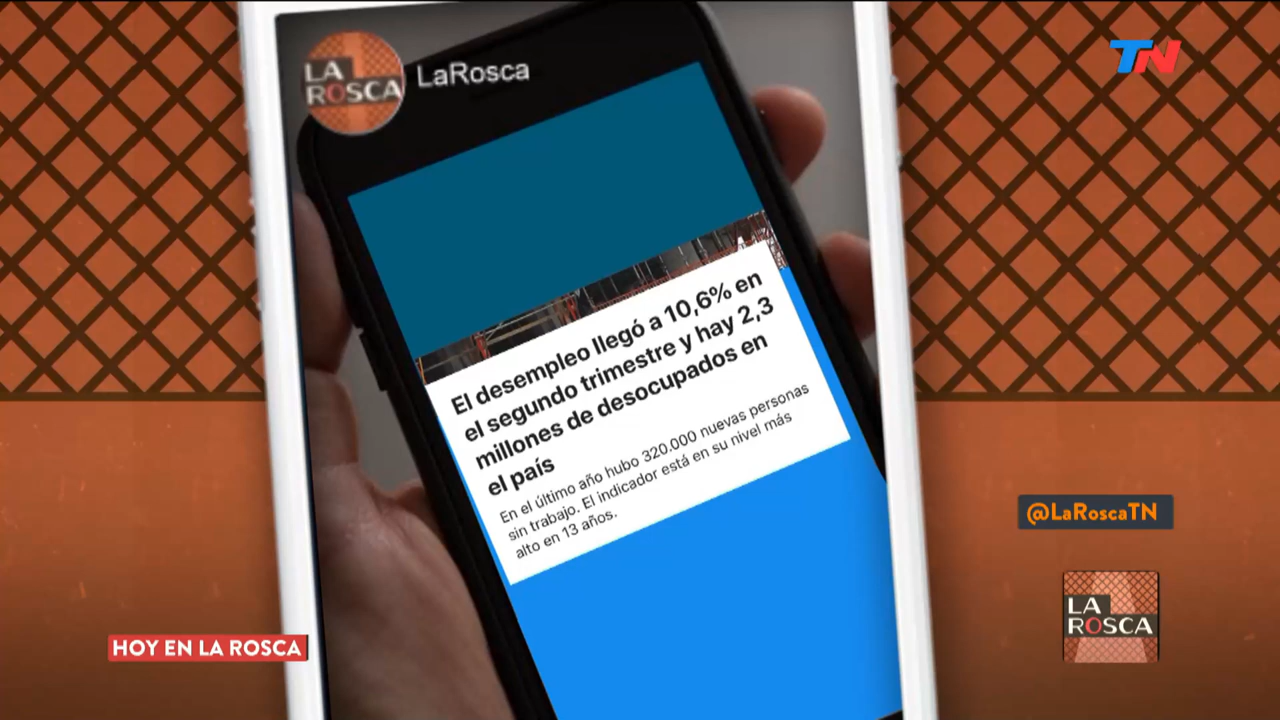 LA
ROSCA
LaRosca
TN
El desempleo llegó a 10,6% en
el segundo trimestre y hay 2,3
millones de desocupados en
el país
En el último año hubo 320.000 nuevas personas
sin trabajo. El indicador está en su nivel más
alto en 13 años.
@LaRoscaTN
HOY EN LA ROSCA
LA
ROSCA